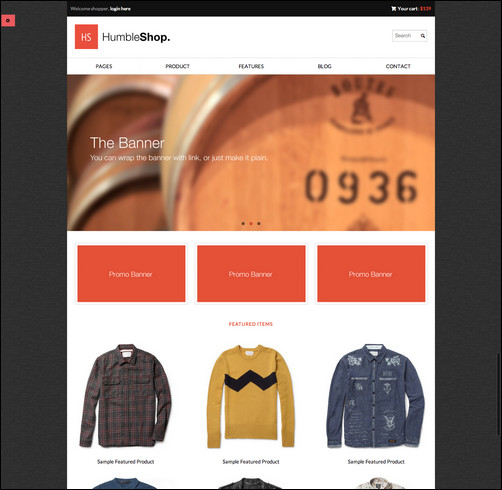 Welcome shopper, login here
Your cart: $139
HS HumbleShop.
Search
PAGES PRODUCT FEATURES BLOG CONTACT
The Banner
You can wrap the banner with link, or just make it plain.
0936
Promo Banner Promo Banner Promo Banner
FEATURED ITEMS
Sample Featured Product Sample Featured Product Sample Featured Product